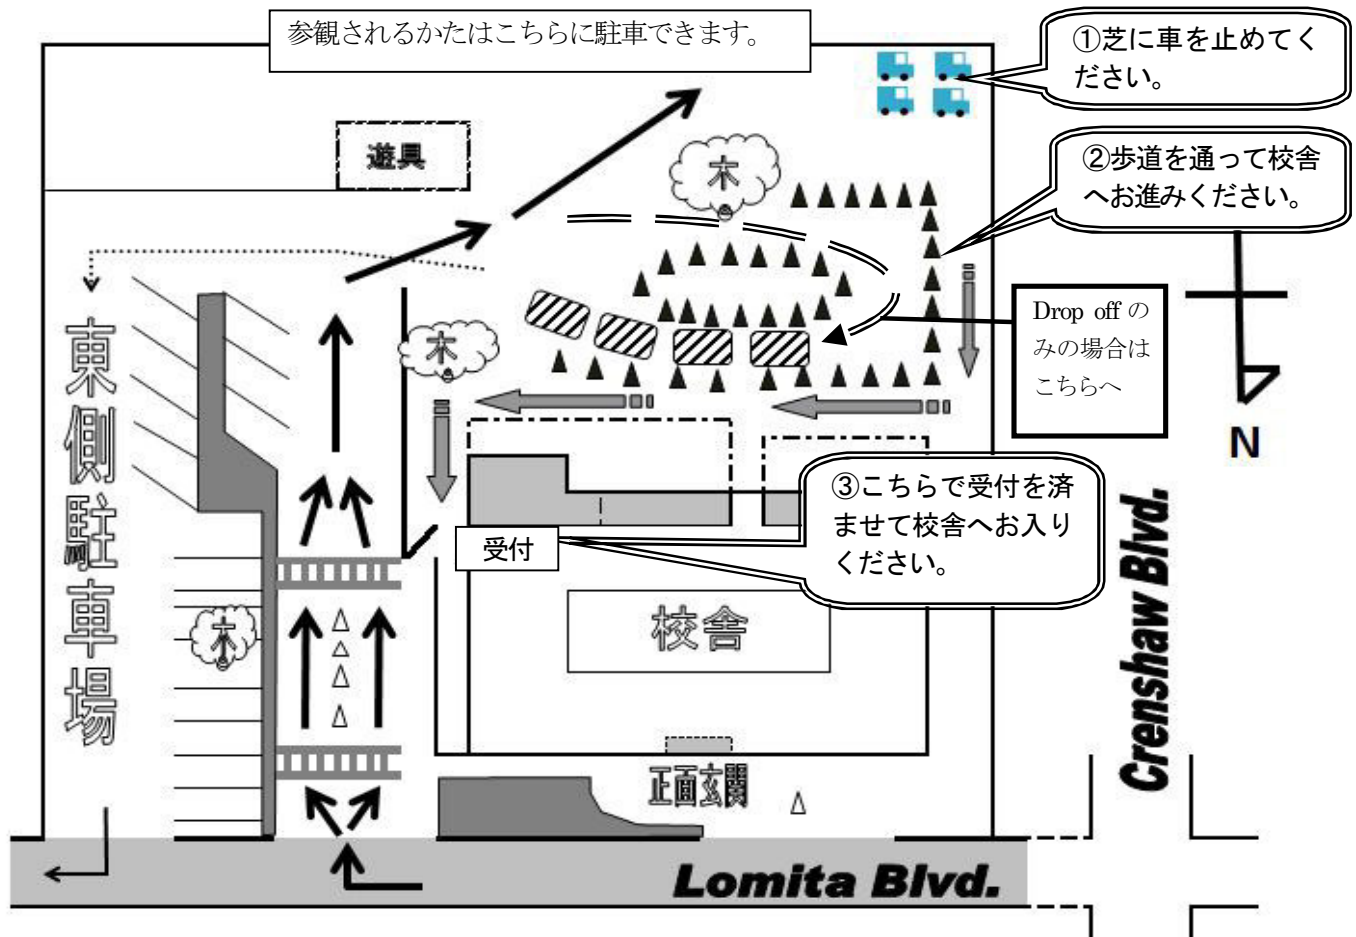 参観されるかたはこちらに駐車できます。
①芝に車を止めてく
ださい。
遊具
木
②歩道を通って校舎
へお進みください。
木
Drop off の
みの場合は
こちらへ
東側駐車場
N
③こちらで受付を済
ませて校舎へお入り
ください。
受付
木
校舎
正面玄関
Crenshaw Blvd.
Lomita Blvd.